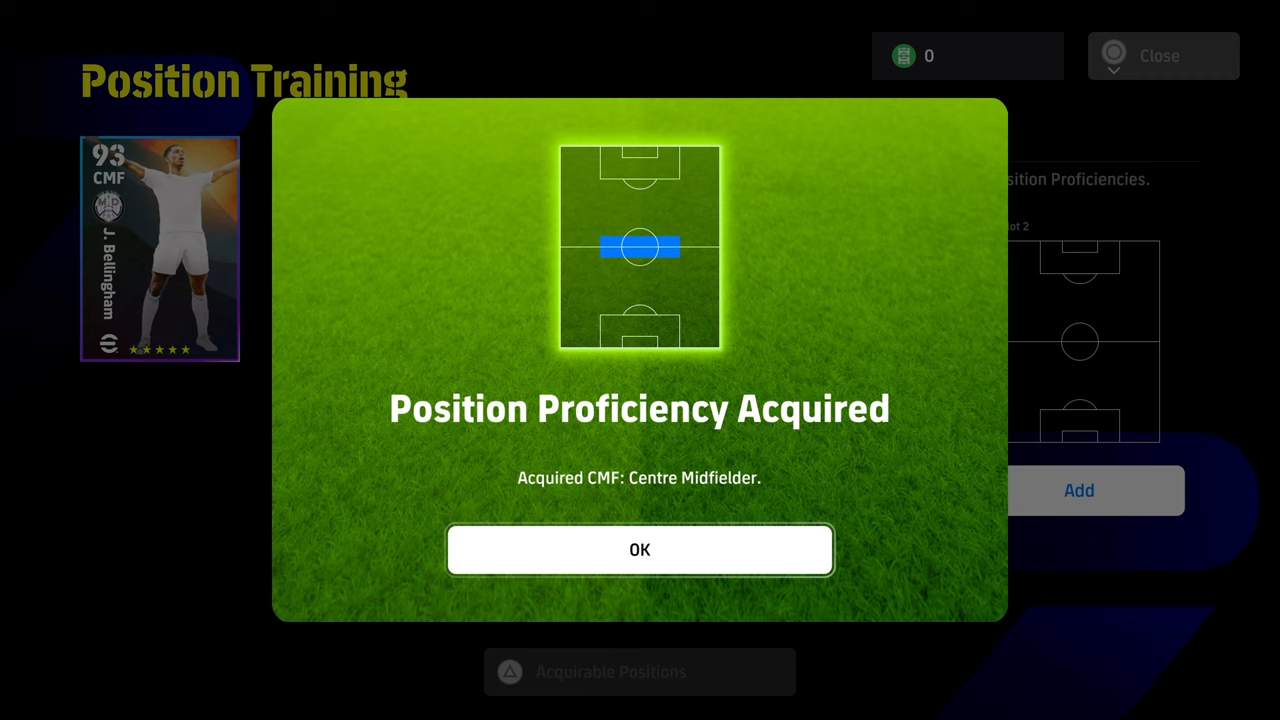 Position Training
0
Close
93
CMF
J. Bellingham
sition Proficiencies.
ot 2
Position Proficiency Acquired
Acquired CMF: Centre Midfielder.
OK
Add
Acquirable Positions